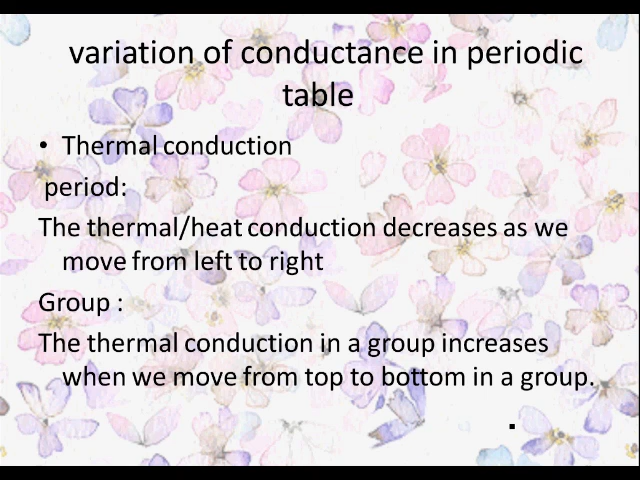 variation of conductance in periodic
table
• Thermal conduction
period:
The thermal/heat conduction decreases as we
move from left to right
Group :
The thermal conduction in a group increases
when we move from top to bottom in a group.
.